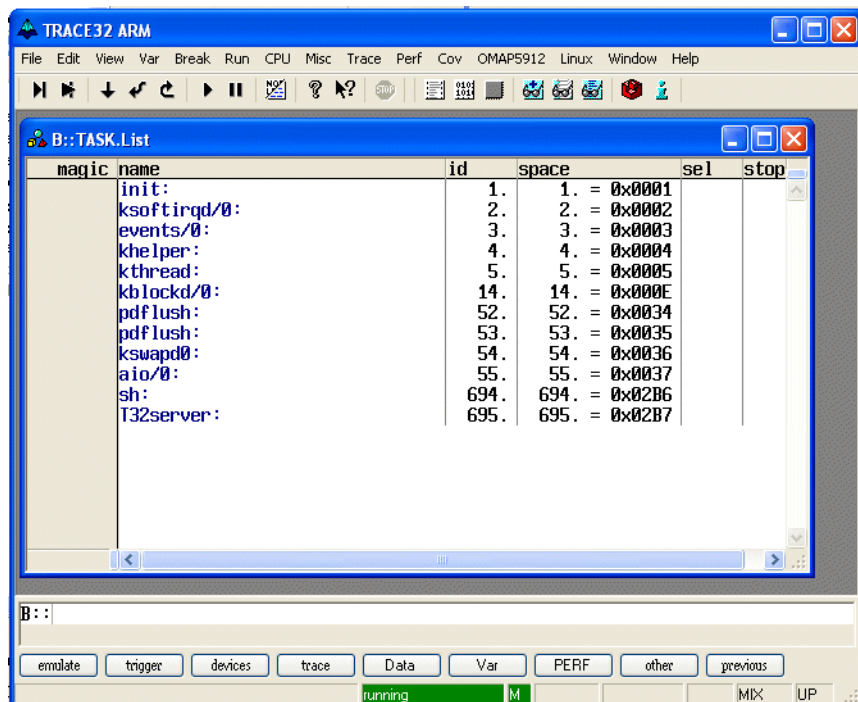 TRACE32 ARM
File Edit View Var Break Run CPU Misc Trace Perf Cov OMAP5912 Linux Window Help
B::TASK.List
magic name id space sel stop
init: 1. 1. = 0x0001
ksoftirqd/0: 2. 2. = 0x0002
events/0: 3. 3. = 0x0003
khelper: 4. 4. = 0x0004
kthread: 5. 5. = 0x0005
kblockd/0: 14. 14. = 0x000E
pdflush: 52. 52. = 0x0034
pdflush: 53. 53. = 0x0035
kswapd0: 54. 54. = 0x0036
aio/0: 55. 55. = 0x0037
sh: 694. 694. = 0x02B6
T32server: 695. 695. = 0x02B7
B::
emulate trigger devices trace Data Var PERF other previous
running M MIX UP